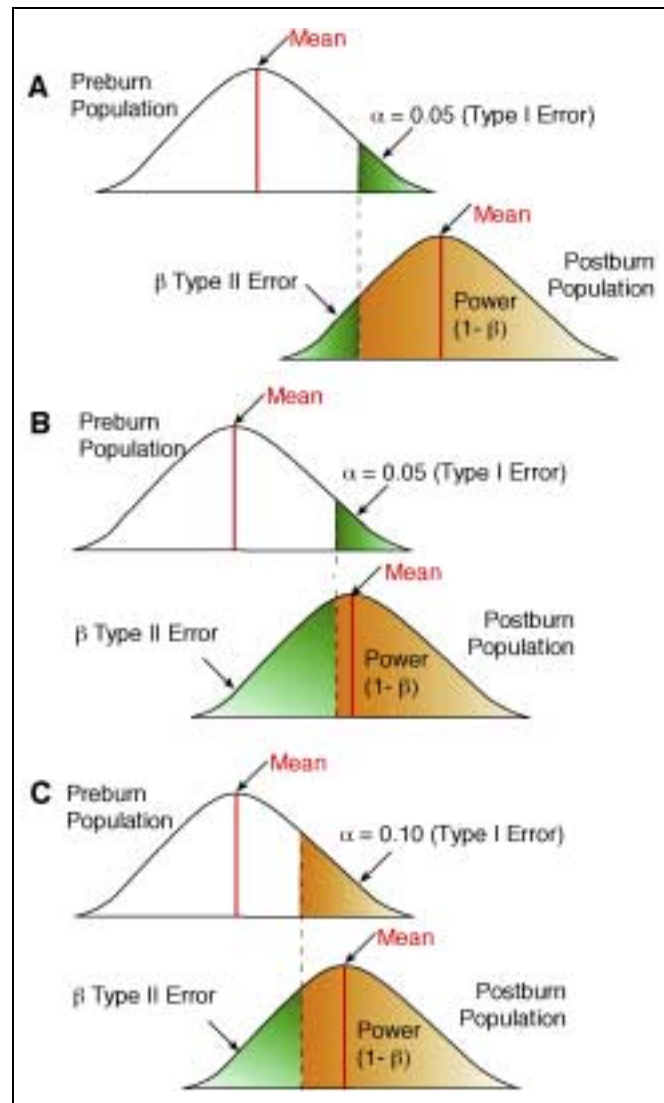 Mean
A
Preburn
Population
α = 0.05 (Type I Error)
Mean
β Type II Error
Postburn
Population
Power
(1- β)
B
Mean
Preburn
Population
α = 0.05 (Type I Error)
Mean
β Type II Error
Postburn
Population
Power
(1- β)
C
Mean
Preburn
Population
α = 0.10 (Type I Error)
Mean
β Type II Error
Postburn
Population
Power
(1- β)